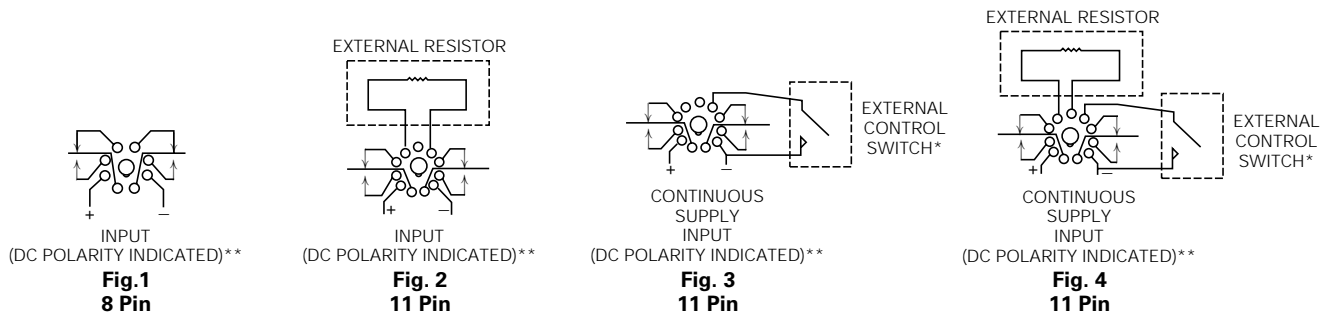 +
−
INPUT
(DC POLARITY INDICATED)**
Fig.1
8 Pin
EXTERNAL RESISTOR
+
−
INPUT
(DC POLARITY INDICATED)**
Fig. 2
11 Pin
EXTERNAL
CONTROL
SWITCH*
+
−
CONTINUOUS
SUPPLY
INPUT
(DC POLARITY INDICATED)**
Fig. 3
11 Pin
EXTERNAL RESISTOR
EXTERNAL
CONTROL
SWITCH*
+
−
CONTINUOUS
SUPPLY
INPUT
(DC POLARITY INDICATED)**
Fig. 4
11 Pin